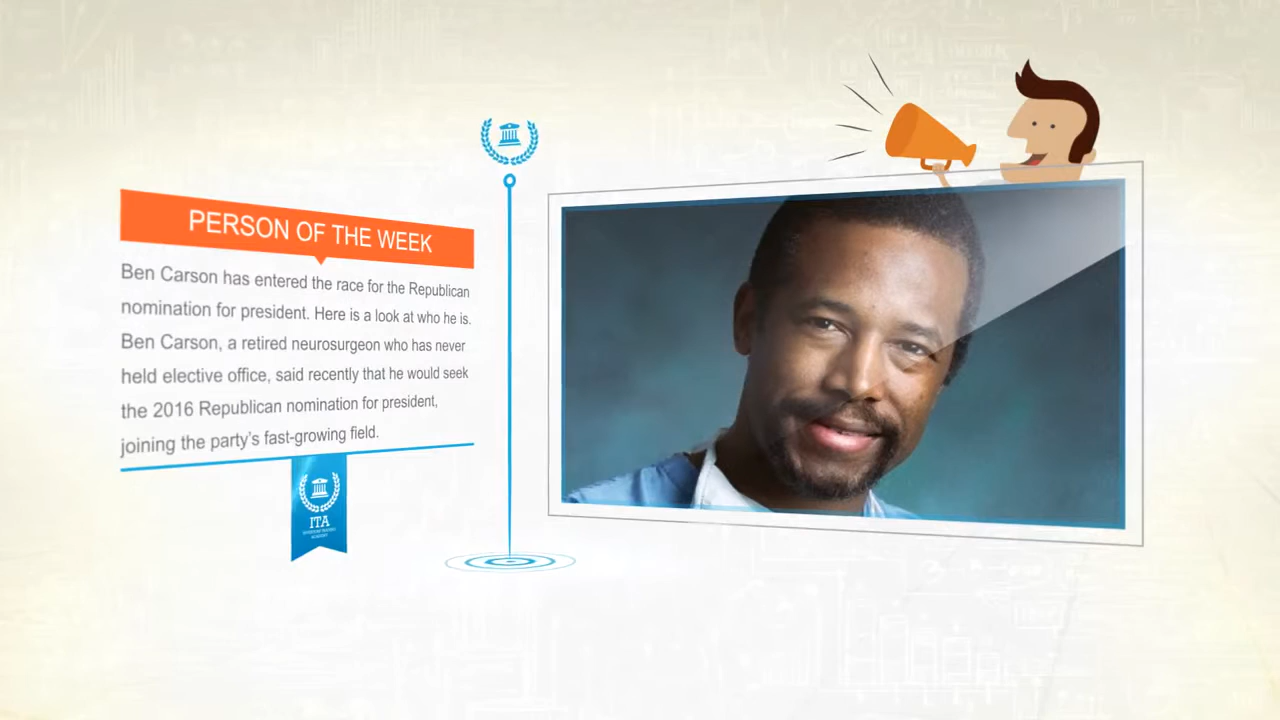 PERSON OF THE WEEK
Ben Carson has entered the race for the Republican
nomination for president. Here is a look at who he is.
Ben Carson, a retired neurosurgeon who has never
held elective office, said recently that he would seek
the 2016 Republican nomination for president,
joining the party's fast-growing field.
ITA
ACADEMY